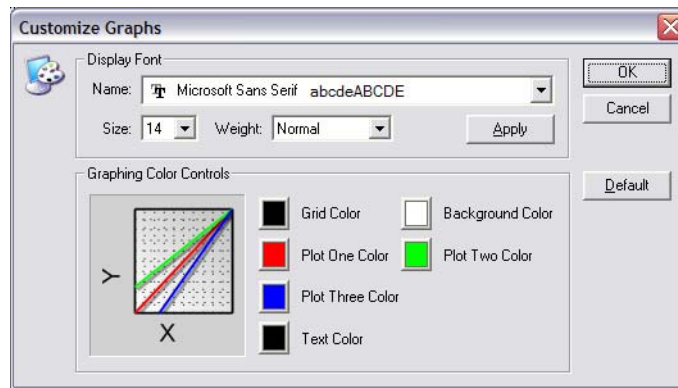 Customize Graphs
Display Font
Name: Microsoft Sans Serif abcdeABCDE
Size: 14 Weight: Normal
Apply
OK
Cancel
Default
Graphing Color Controls
Y
X
Grid Color Background Color
Plot One Color Plot Two Color
Plot Three Color
Text Color